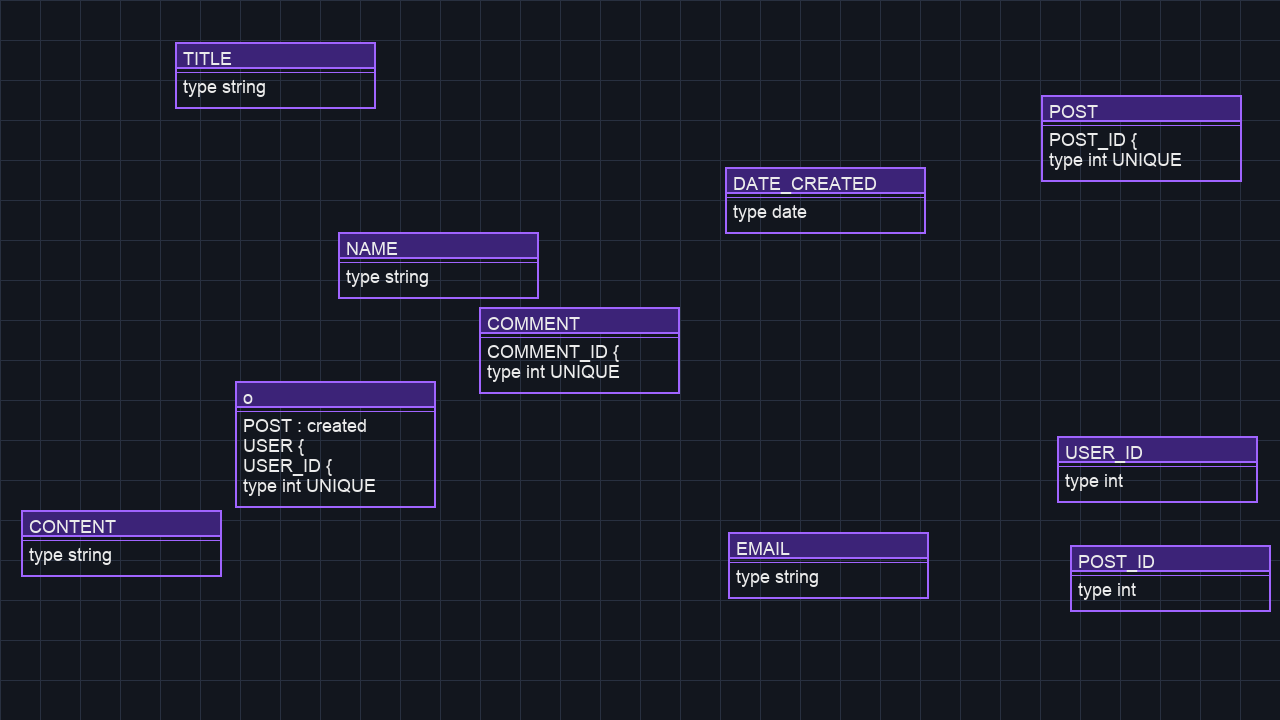 TITLE
type string
POST
POST_ID {
type int UNIQUE
DATE_CREATED
type date
NAME
type string
COMMENT
COMMENT_ID {
type int UNIQUE
o
POST : created
USER {
USER_ID {
type int UNIQUE
USER_ID
type int
CONTENT
type string
EMAIL
type string
POST_ID
type int